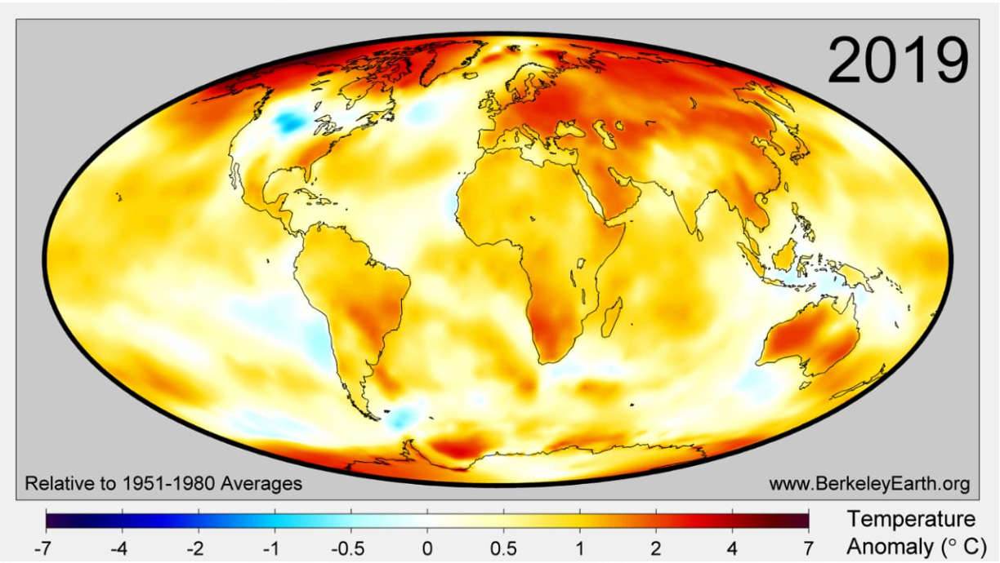 2019
Relative to 1951-1980 Averages
www.BerkeleyEarth.org
-7 -4 -2 -1 -0.5 0 0.5 1 2 4 7
Temperature
Anomaly (° C)